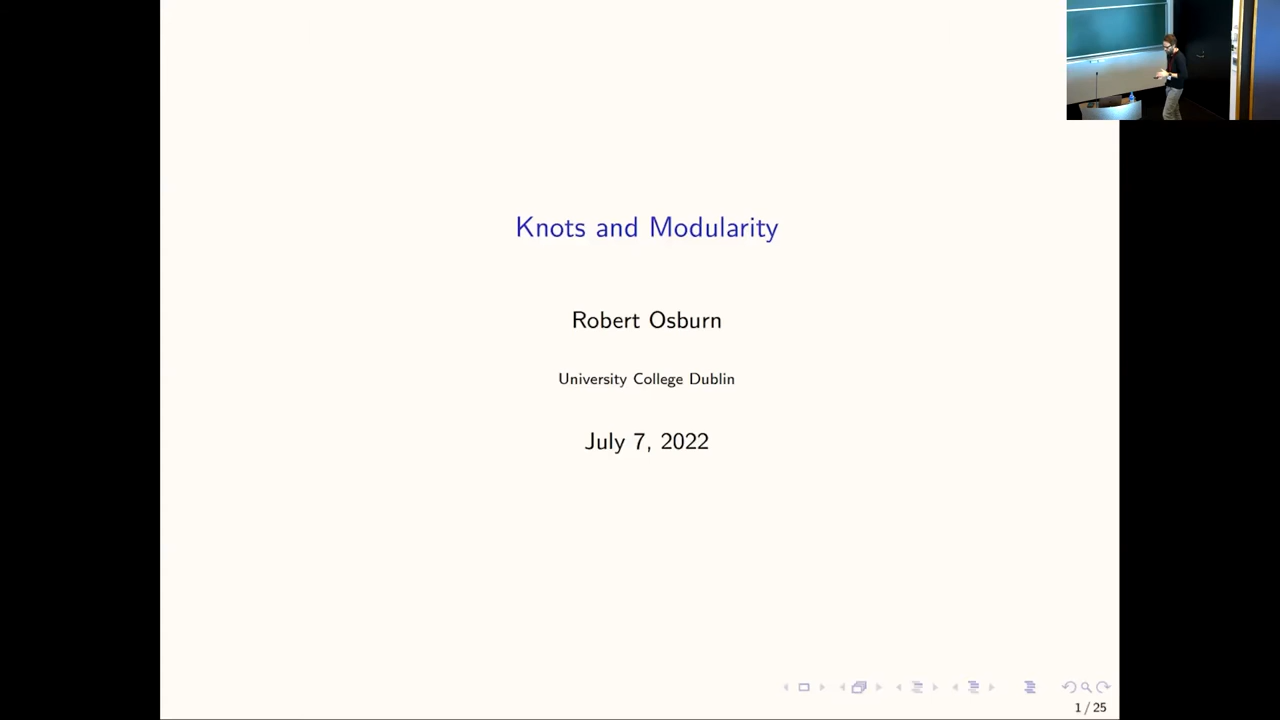 Knots and Modularity
Robert Osburn
University College Dublin
July 7, 2022
1 / 25